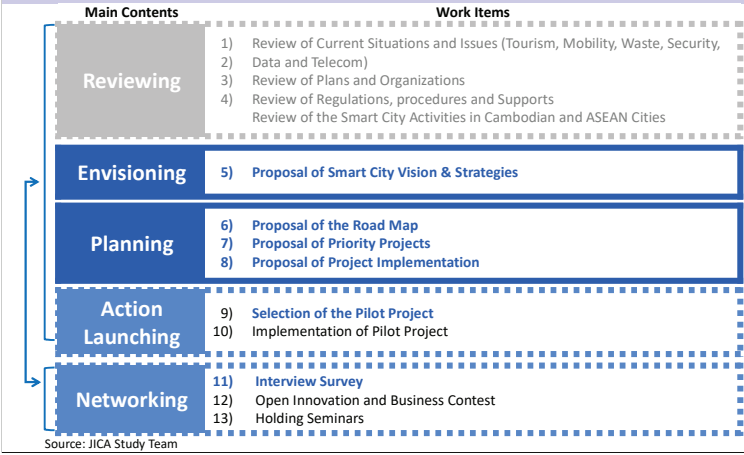 Main Contents Work Items
Reviewing
1) Review of Current Situations and Issues (Tourism, Mobility, Waste, Security,
2) Data and Telecom)
3) Review of Plans and Organizations
4) Review of Regulations, procedures and Supports
Review of the Smart City Activities in Cambodian and ASEAN Cities
Envisioning
5) Proposal of Smart City Vision & Strategies
Planning
6) Proposal of the Road Map
7) Proposal of Priority Projects
8) Proposal of Project Implementation
Action
Launching
9) Selection of the Pilot Project
10) Implementation of Pilot Project
Networking
11) Interview Survey
12) Open Innovation and Business Contest
13) Holding Seminars
Source: JICA Study Team